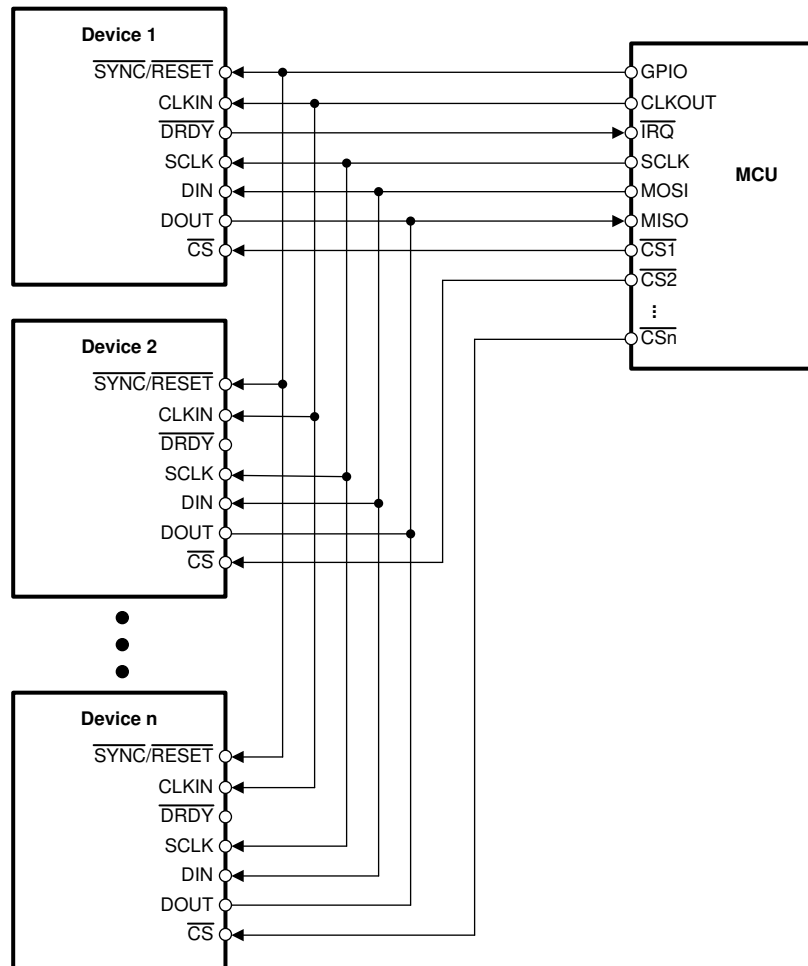 Device 1
SYNC/RESET
CLKIN
DRDY
SCLK
DIN
DOUT
CS
Device 2
SYNC/RESET
CLKIN
DRDY
SCLK
DIN
DOUT
CS
Device n
SYNC/RESET
CLKIN
DRDY
SCLK
DIN
DOUT
CS
MCU
GPIO
CLKOUT
IRQ
SCLK
MOSI
MISO
CS1
CS2
...
CSn